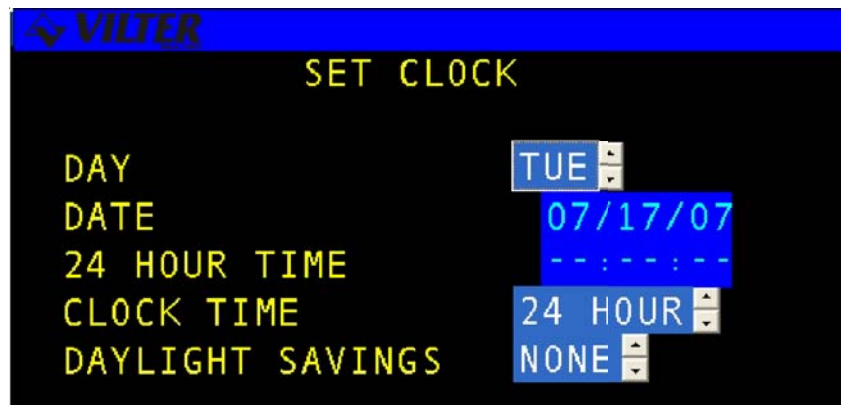 VILTER
SET CLOCK
DAY TUE
DATE 07/17/07
24 HOUR TIME --:--:--
CLOCK TIME 24 HOUR
DAYLIGHT SAVINGS NONE